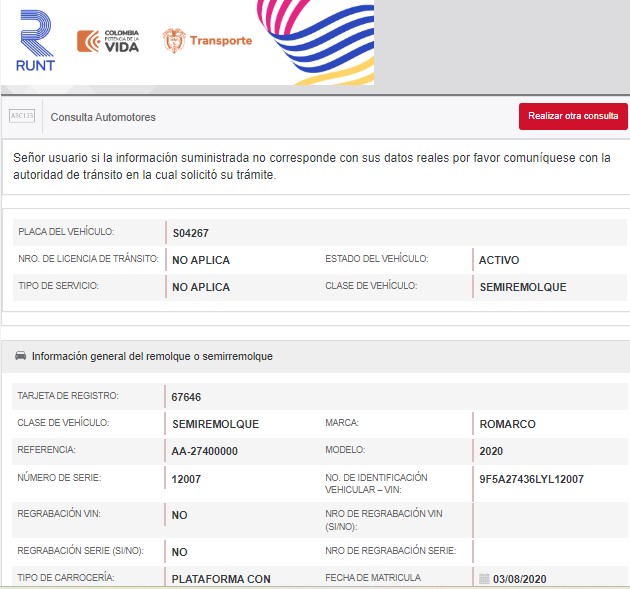 RUNT
COLOMBIA
POTENCIA DE LA
VIDA
Transporte
ABC123
Consulta Automotores
Realizar otra consulta
Señor usuario si la información suministrada no corresponde con sus datos reales por favor comuníquese con la
autoridad de tránsito en la cual solicitó su trámite.
PLACA DEL VEHÍCULO: S04267
NRO. DE LICENCIA DE TRÁNSITO: NO APLICA ESTADO DEL VEHÍCULO: ACTIVO
TIPO DE SERVICIO: NO APLICA CLASE DE VEHÍCULO: SEMIREMOLQUE
Información general del remolque o semirremolque
TARJETA DE REGISTRO: 67646
CLASE DE VEHÍCULO: SEMIREMOLQUE MARCA: ROMARCO
REFERENCIA: AA-27400000 MODELO: 2020
NÚMERO DE SERIE: 12007 NO. DE IDENTIFICACIÓN
VEHICULAR – VIN: 9F5A27436LYL12007
REGRABACIÓN VIN: NO NRO DE REGRABACIÓN VIN
(SI/NO):
REGRABACIÓN SERIE (SI/NO): NO NRO DE REGRABACIÓN SERIE:
TIPO DE CARROCERÍA: PLATAFORMA CON FECHA DE MATRICULA 03/08/2020